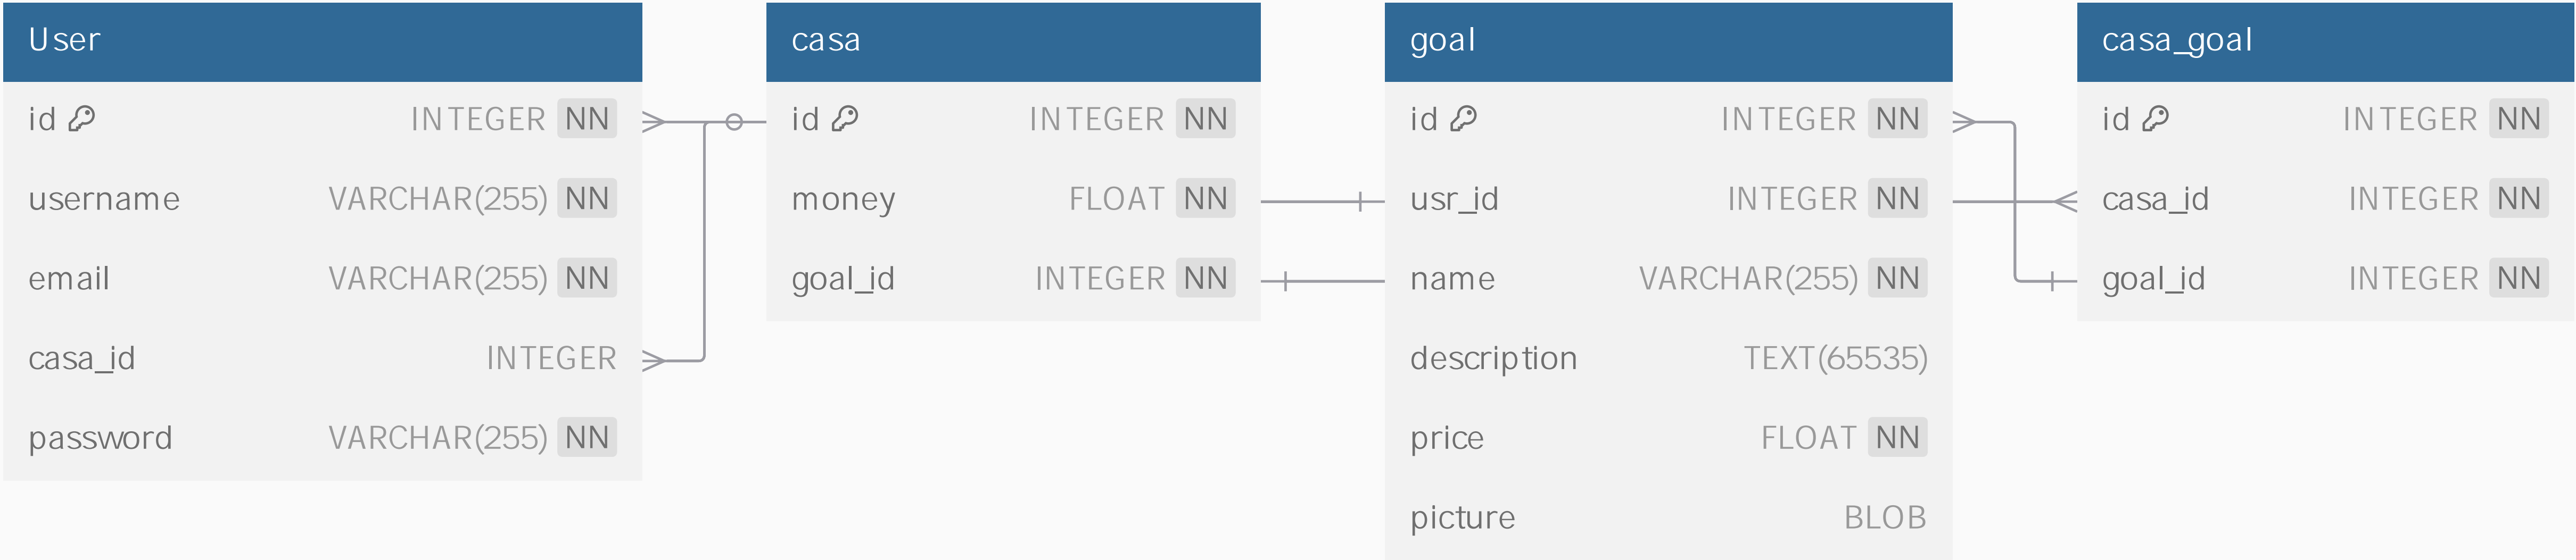 User
id INTEGER NN
username VARCHAR(255) NN
email VARCHAR(255) NN
casa_id INTEGER
password VARCHAR(255) NN
casa
id INTEGER NN
money FLOAT NN
goal_id INTEGER NN
goal
id INTEGER NN
usr_id INTEGER NN
name VARCHAR(255) NN
description TEXT(65535)
price FLOAT NN
picture BLOB
casa_goal
id INTEGER NN
casa_id INTEGER NN
goal_id INTEGER NN